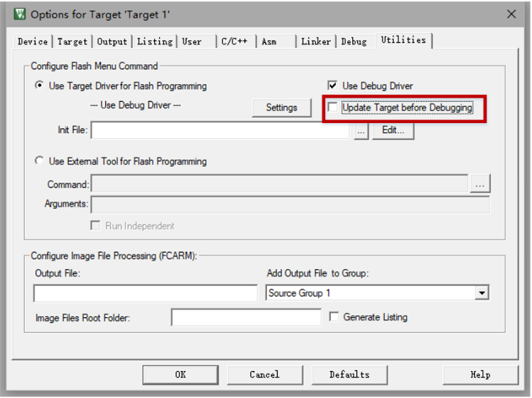 Options for Target 'Target 1'
Device Target Output Listing User C/C++ Asm Linker Debug Utilities
Configure Flash Menu Command
Use Target Driver for Flash Programming
Use Debug Driver
--- Use Debug Driver ---
Settings
Update Target before Debugging
Init File:
...
Edit...
Use External Tool for Flash Programming
Command:
...
Arguments:
Run Independent
Configure Image File Processing (FCARM):
Output File:
Add Output File to Group:
Source Group 1
Image Files Root Folder:
Generate Listing
OK
Cancel
Defaults
Help